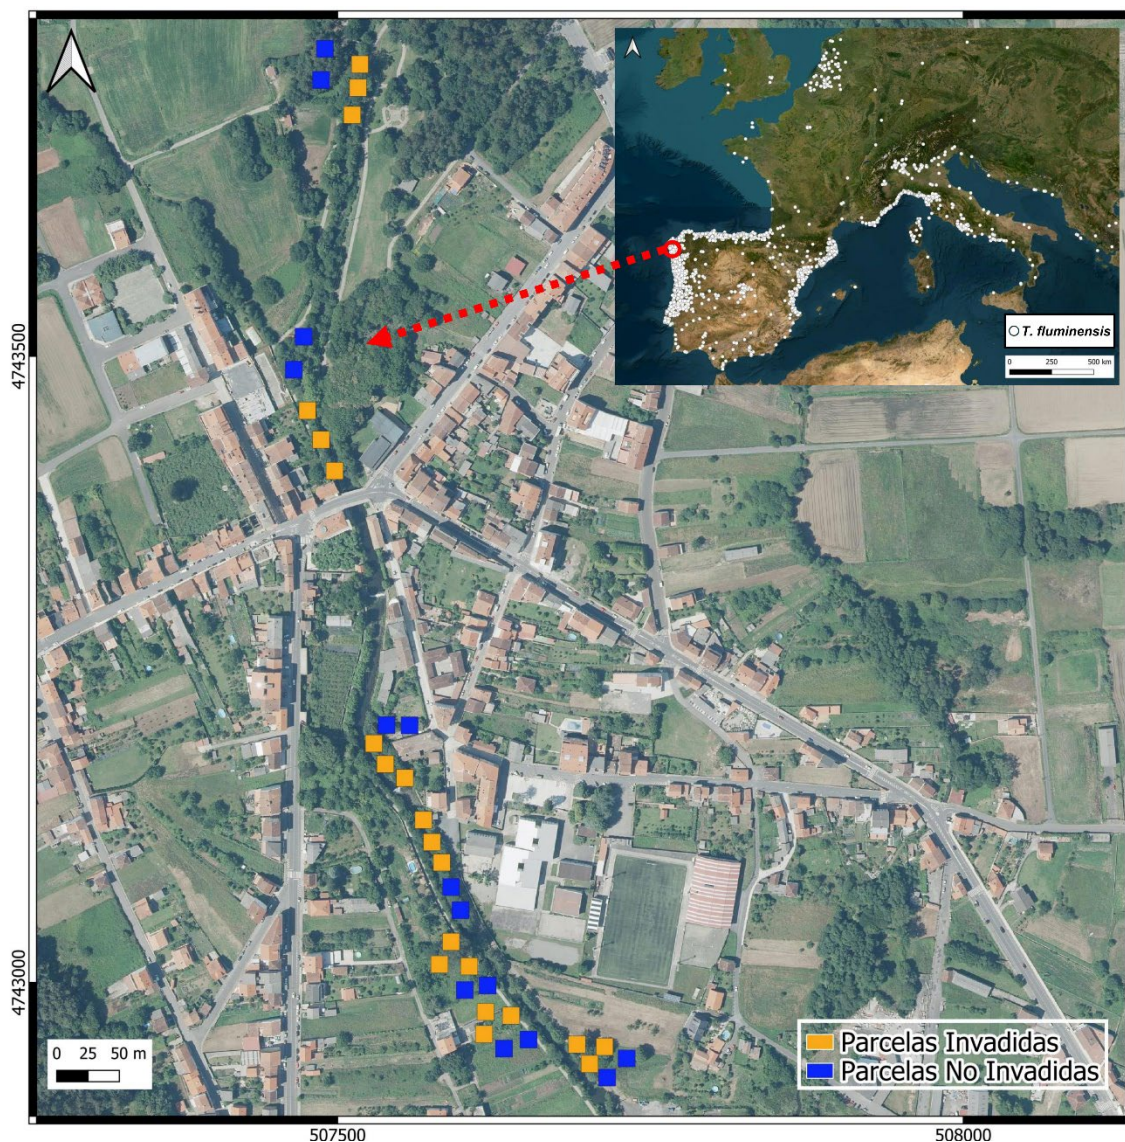 T. fluminensis
0 250 500 km
4743500
4743000
0 25 50 m
Parcelas Invadidas
Parcelas No Invadidas
507500
508000